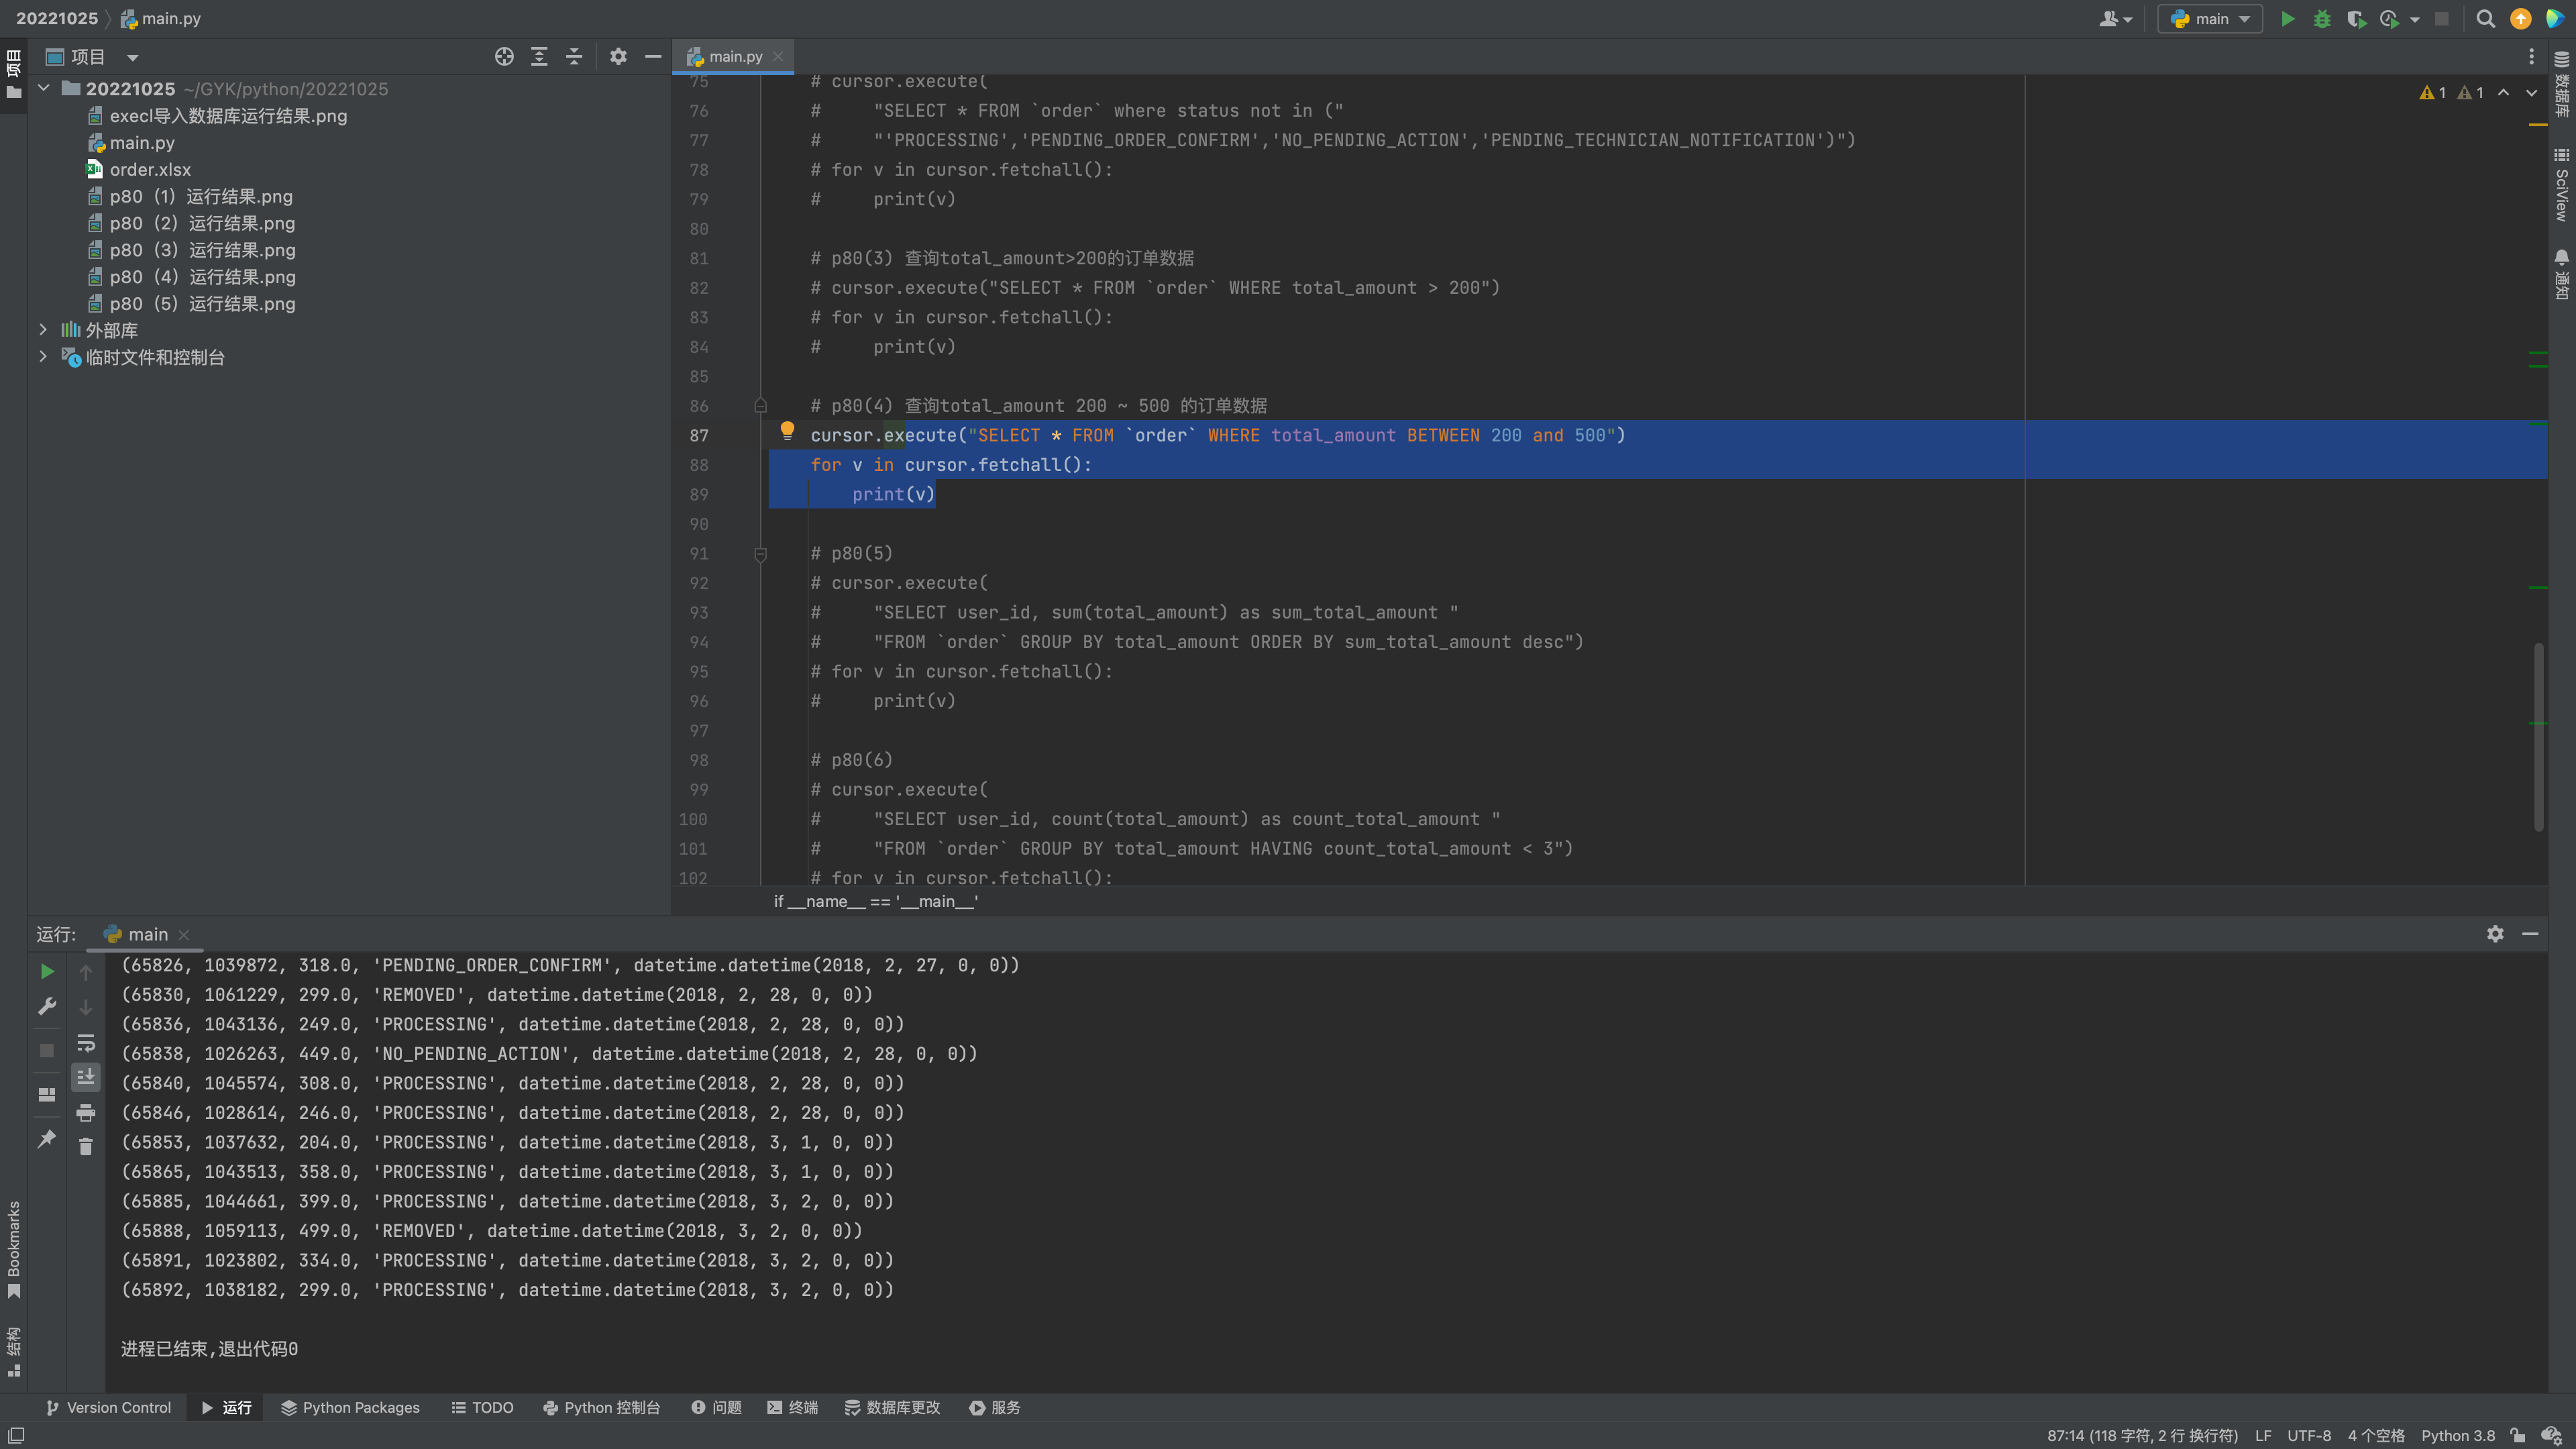 20221025 main.py
main
项目
main.py
项目
20221025 ~/GYK/python/20221025
execl导入数据库运行结果.png
main.py
order.xlsx
p80（1）运行结果.png
p80（2）运行结果.png
p80（3）运行结果.png
p80（4）运行结果.png
p80（5）运行结果.png
外部库
临时文件和控制台
1 1
数据库
SciView
通知
75 # cursor.execute(
76 #     "SELECT * FROM `order` where status not in ("
77 #     "'PROCESSING','PENDING_ORDER_CONFIRM','NO_PENDING_ACTION','PENDING_TECHNICIAN_NOTIFICATION')")
78 # for v in cursor.fetchall():
79 #     print(v)
80
81 # p80(3) 查询total_amount>200的订单数据
82 # cursor.execute("SELECT * FROM `order` WHERE total_amount > 200")
83 # for v in cursor.fetchall():
84 #     print(v)
85
86 # p80(4) 查询total_amount 200 ~ 500 的订单数据
87 cursor.execute("SELECT * FROM `order` WHERE total_amount BETWEEN 200 and 500")
88 for v in cursor.fetchall():
89     print(v)
90
91 # p80(5)
92 # cursor.execute(
93 #     "SELECT user_id, sum(total_amount) as sum_total_amount "
94 #     "FROM `order` GROUP BY total_amount ORDER BY sum_total_amount desc")
95 # for v in cursor.fetchall():
96 #     print(v)
97
98 # p80(6)
99 # cursor.execute(
100 #     "SELECT user_id, count(total_amount) as count_total_amount "
101 #     "FROM `order` GROUP BY total_amount HAVING count_total_amount < 3")
102 # for v in cursor.fetchall():
if __name__ == '__main__'
运行: main
(65826, 1039872, 318.0, 'PENDING_ORDER_CONFIRM', datetime.datetime(2018, 2, 27, 0, 0))
(65830, 1061229, 299.0, 'REMOVED', datetime.datetime(2018, 2, 28, 0, 0))
(65836, 1043136, 249.0, 'PROCESSING', datetime.datetime(2018, 2, 28, 0, 0))
(65838, 1026263, 449.0, 'NO_PENDING_ACTION', datetime.datetime(2018, 2, 28, 0, 0))
(65840, 1045574, 308.0, 'PROCESSING', datetime.datetime(2018, 2, 28, 0, 0))
(65846, 1028614, 246.0, 'PROCESSING', datetime.datetime(2018, 2, 28, 0, 0))
(65853, 1037632, 204.0, 'PROCESSING', datetime.datetime(2018, 3, 1, 0, 0))
(65865, 1043513, 358.0, 'PROCESSING', datetime.datetime(2018, 3, 1, 0, 0))
(65885, 1044661, 399.0, 'PROCESSING', datetime.datetime(2018, 3, 2, 0, 0))
(65888, 1059113, 499.0, 'REMOVED', datetime.datetime(2018, 3, 2, 0, 0))
(65891, 1023802, 334.0, 'PROCESSING', datetime.datetime(2018, 3, 2, 0, 0))
(65892, 1038182, 299.0, 'PROCESSING', datetime.datetime(2018, 3, 2, 0, 0))
进程已结束,退出代码0
Bookmarks
结构
Version Control 运行 Python Packages TODO Python 控制台 问题 终端 数据库更改 服务
87:14 (118 字符, 2 行 换行符) LF UTF-8 4 个空格 Python 3.8